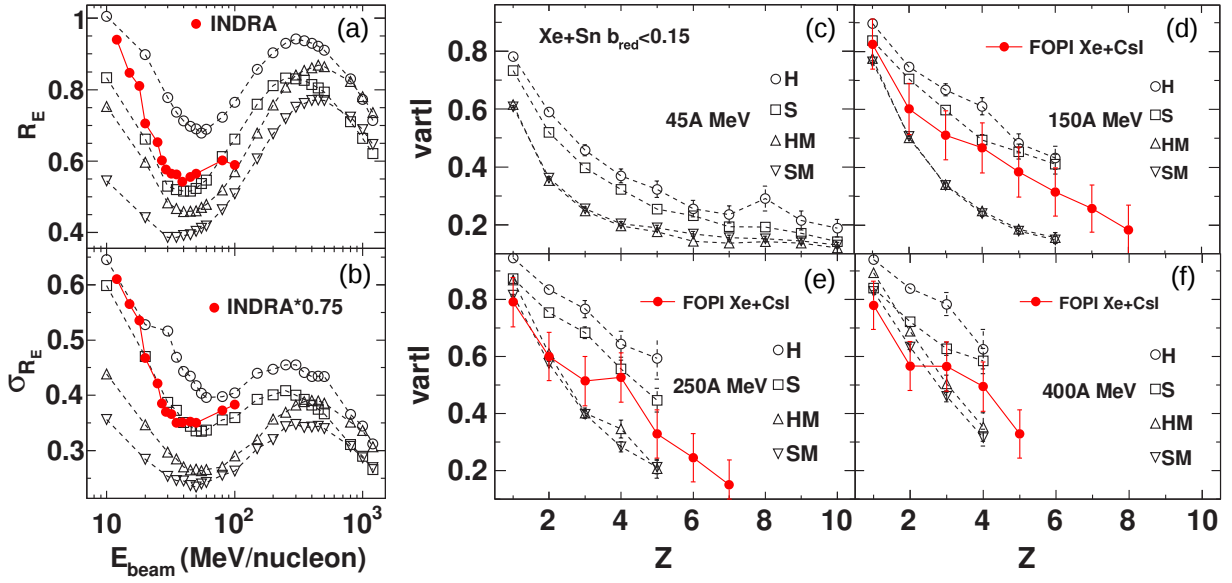 INDRA
(a)
1
0.8
0.6
0.4
R_E
(b)
INDRA*0.75
0.6
0.5
0.4
0.3
σ_{R_E}
10
10²
10³
E_beam (MeV/nucleon)
(c)
Xe+Sn b_red<0.15
45A MeV
H
S
HM
SM
0.8
0.6
0.4
0.2
vartl
(d)
FOPI Xe+CsI
150A MeV
H
S
HM
SM
(e)
FOPI Xe+CsI
250A MeV
H
S
HM
SM
0.8
0.6
0.4
0.2
vartl
2
4
6
8
10
Z
(f)
FOPI Xe+CsI
400A MeV
H
S
HM
SM
2
4
6
8
10
Z